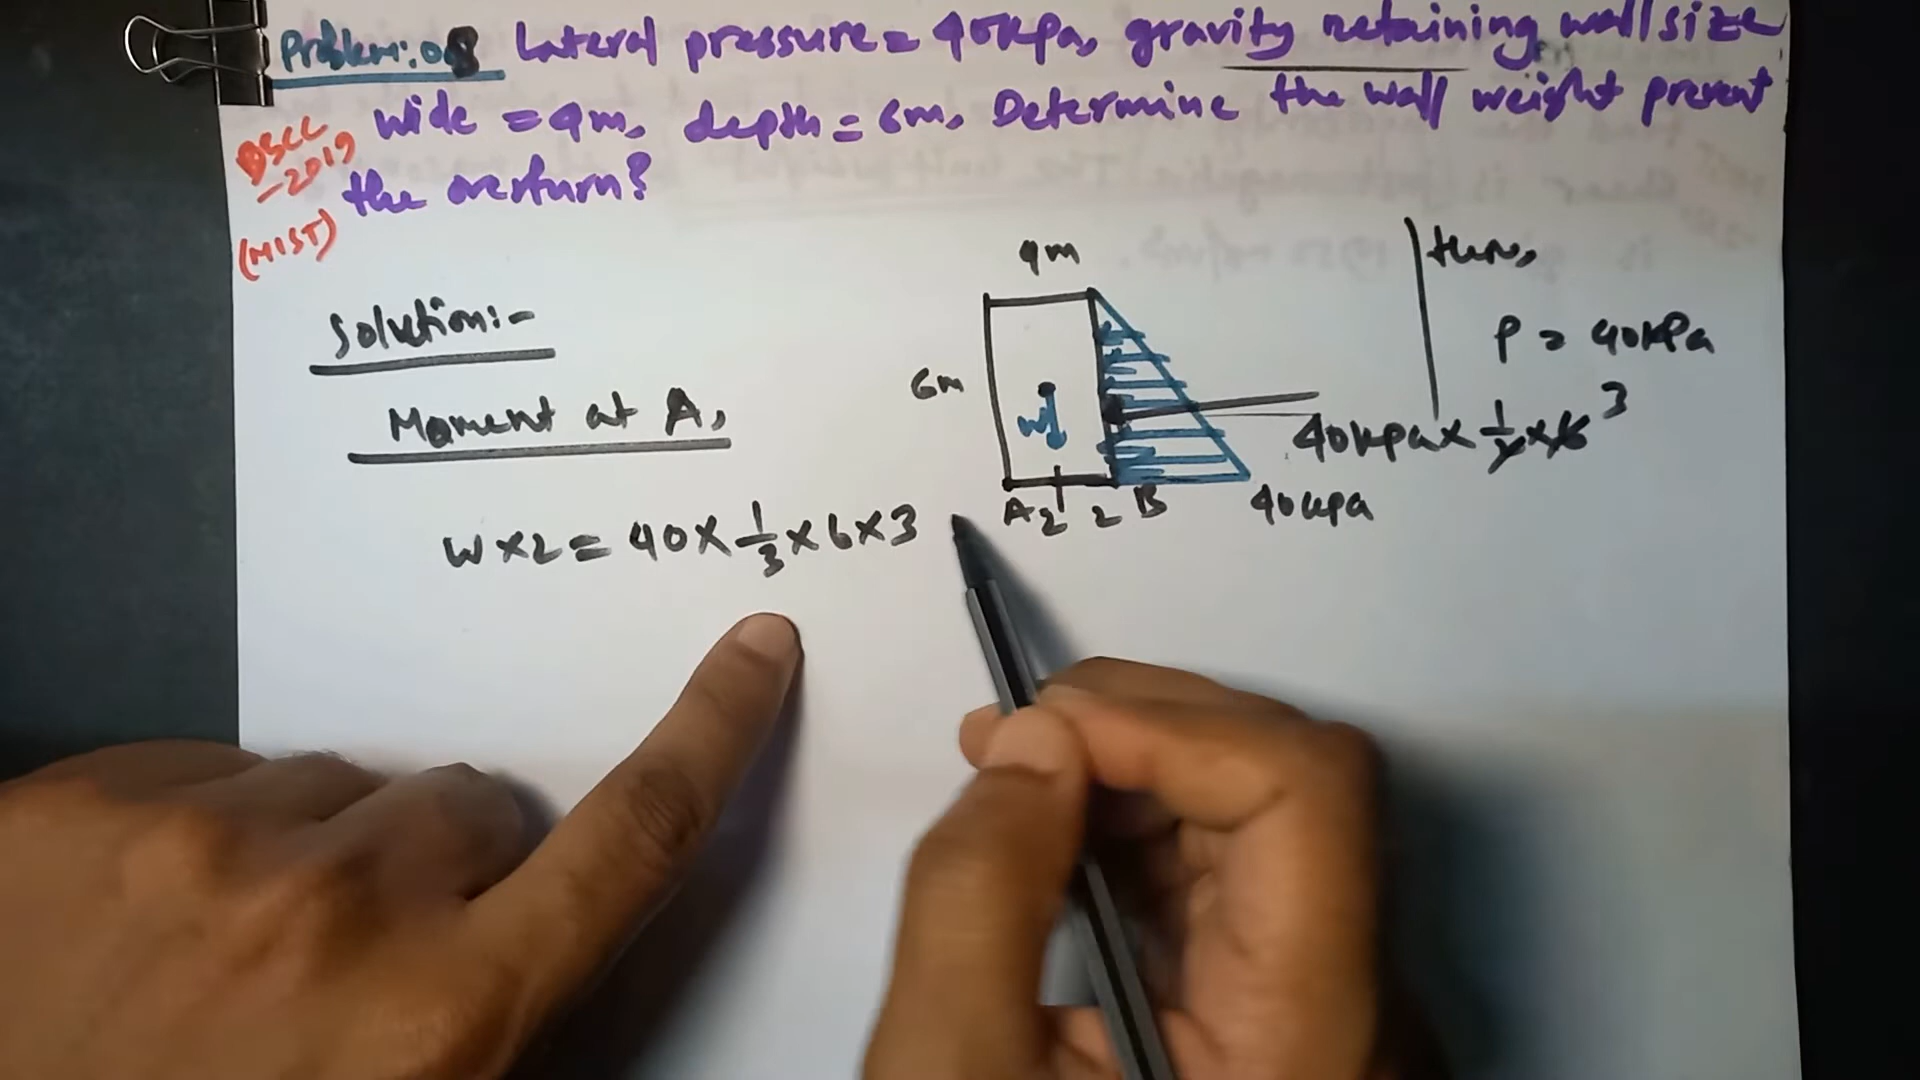 Problem: 08 Lateral pressure = 40kpa, gravity retaining wall size
wide = 4m, depth = 6m, Determine the wall weight prevent
the overturn?
DSCC
-2019
(MIST)
Solution:-
Moment at A,
W×2 = 40×1/3×6×3
4m
6m
W
A 2 2 B
40kpa
then,
P = 40kPa
40kpa×1/2×6 3